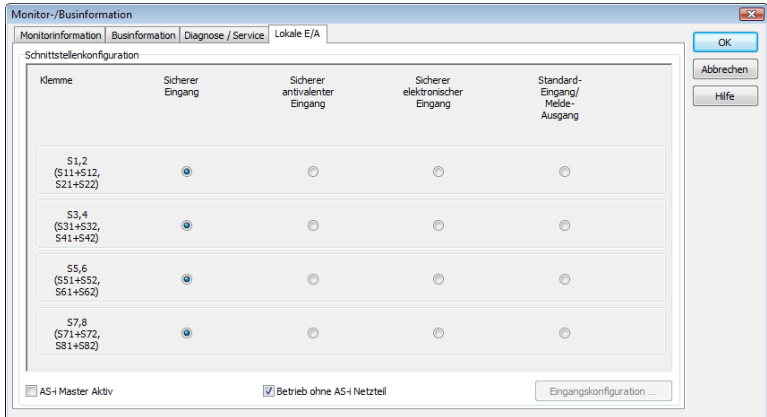 Monitor-/Businformation
Monitorinformation Businformation Diagnose / Service Lokale E/A
OK
Abbrechen
Hilfe
Schnittstellenkonfiguration
Klemme
Sicherer
Eingang
Sicherer
antivalenter
Eingang
Sicherer
elektronischer
Eingang
Standard-
Eingang/
Melde-
Ausgang
S1,2
(S11+S12,
S21+S22)
S3,4
(S31+S32,
S41+S42)
S5,6
(S51+S52,
S61+S62)
S7,8
(S71+S72,
S81+S82)
AS-i Master Aktiv
Betrieb ohne AS-i Netzteil
Eingangskonfiguration ...